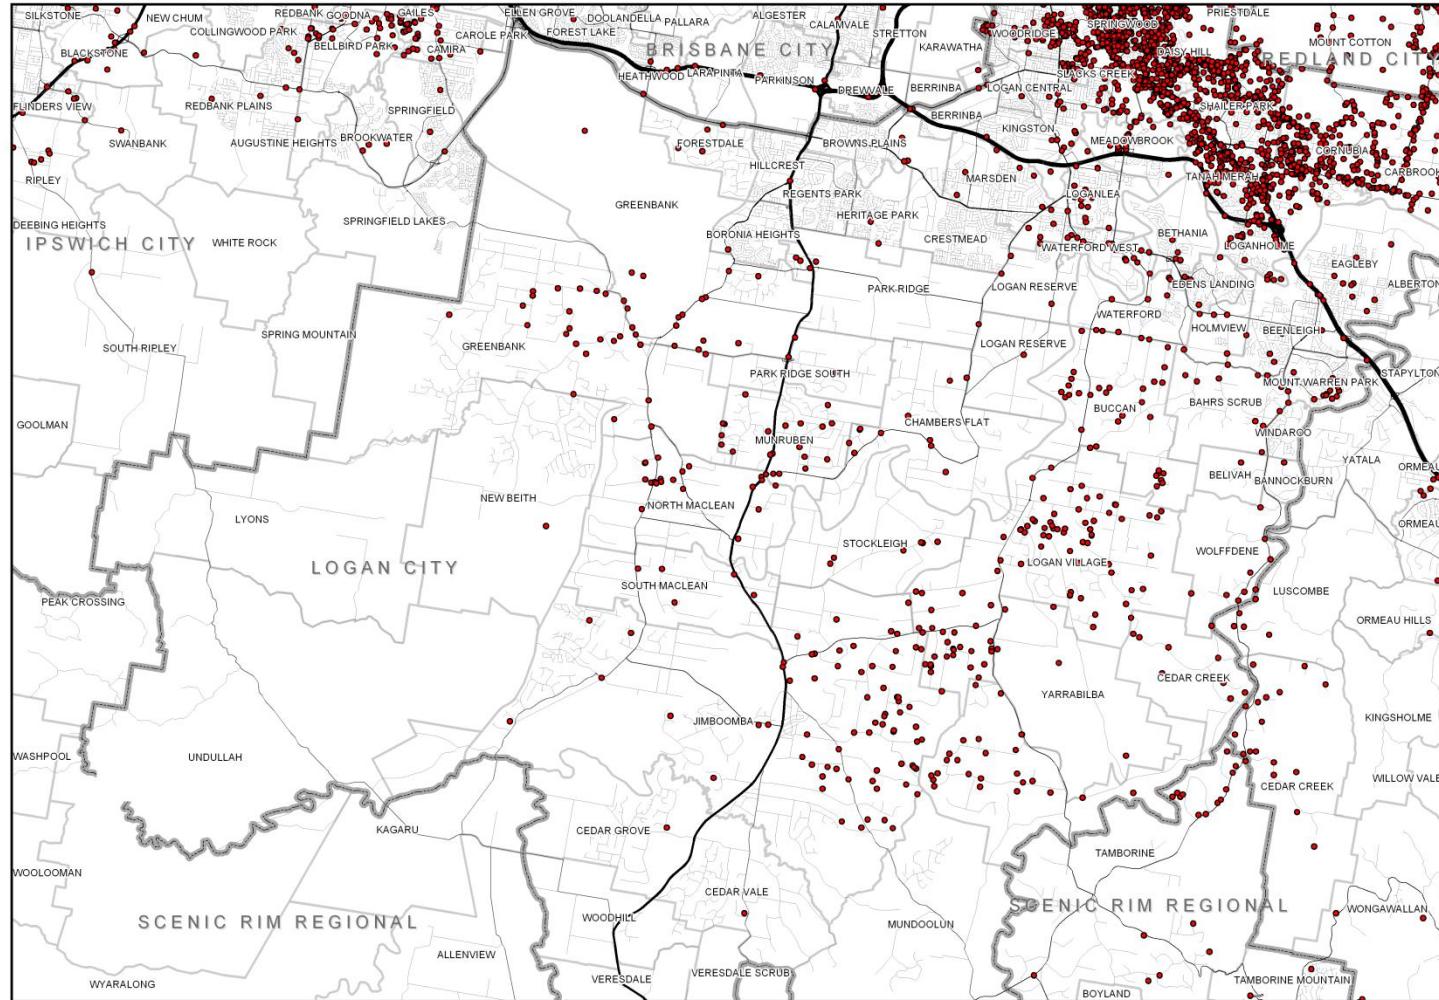 SILKSTONE
NEW CHUM
REDBANK
GOODNA
GAILES
ELLEN GROVE
DOOLANDELLA
PALLARA
ALGESTER
CALAMVALE
STRETTON
SPRINGWOOD
PRIESTDALE
COLLINGWOOD PARK
CAROLE PARK
FOREST LAKE
WOODRIDGE
MOUNT COTTON
BLACKSTONE
BELLBIRD PARK
CAMIRA
BRISBANE CITY
KARAWATHA
DAISY HILL
REDLAND CITY
HEATHWOOD
LARAPINTA
PARKINSON
SLACKS CREEK
DREWVALE
BERRINBA
LOGAN CENTRAL
FLINDERS VIEW
REDBANK PLAINS
SPRINGFIELD
SHAILER PARK
BERRINBA
KINGSTON
SWANBANK
AUGUSTINE HEIGHTS
BROOKWATER
FORESTDALE
BROWNS PLAINS
MEADOWBROOK
CORNUBIA
HILLCREST
RIPLEY
MARSDEN
TANAH MERAH
CARBROOK
REGENTS PARK
LOGANLEA
GREENBANK
DEEBING HEIGHTS
SPRINGFIELD LAKES
HERITAGE PARK
IPSWICH CITY
WHITE ROCK
BORONIA HEIGHTS
CRESTMEAD
BETHANIA
WATERFORD WEST
LOGANHOLME
EAGLEBY
PARK RIDGE
LOGAN RESERVE
EDENS LANDING
ALBERTON
WATERFORD
SPRING MOUNTAIN
HOLMVIEW
BEENLEIGH
SOUTH RIPLEY
GREENBANK
LOGAN RESERVE
PARK RIDGE SOUTH
STAPYLTON
MOUNT WARREN PARK
BUCCAN
BAHRS SCRUB
GOOLMAN
CHAMBERS FLAT
WINDAROO
MUNRUBEN
YATALA
ORMEAU
BELIVAH
BANNOCKBURN
NEW BEITH
NORTH MACLEAN
LYONS
ORMEAU
STOCKLEIGH
WOLFFDENE
LOGAN CITY
LOGAN VILLAGE
SOUTH MACLEAN
LUSCOMBE
PEAK CROSSING
ORMEAU HILLS
CEDAR CREEK
YARRABILBA
JIMBOOMBA
KINGSHOLME
WASHPOOL
UNDULLAH
WILLOW VALE
CEDAR CREEK
KAGARU
CEDAR GROVE
TAMBORINE
WOOLOOMAN
CEDAR VALE
SCENIC RIM REGIONAL
WOODHILL
SCENIC RIM REGIONAL
WONGAWALLAN
MUNDOOLUN
ALLENVIEW
VERESDALE
VERESDALE SCRUB
TAMBORINE MOUNTAIN
WYARALONG
BOYLAND